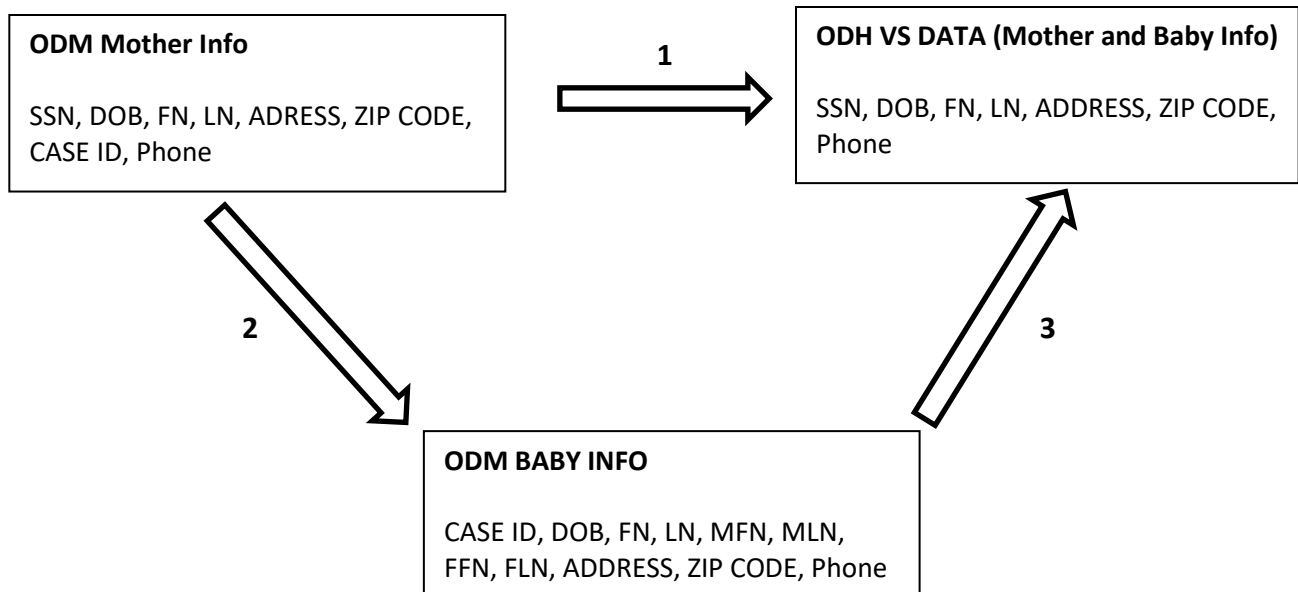 ODM Mother Info
SSN, DOB, FN, LN, ADRESS, ZIP CODE,
CASE ID, Phone
1
ODH VS DATA (Mother and Baby Info)
SSN, DOB, FN, LN, ADDRESS, ZIP CODE,
Phone
2
3
ODM BABY INFO
CASE ID, DOB, FN, LN, MFN, MLN,
FFN, FLN, ADDRESS, ZIP CODE, Phone